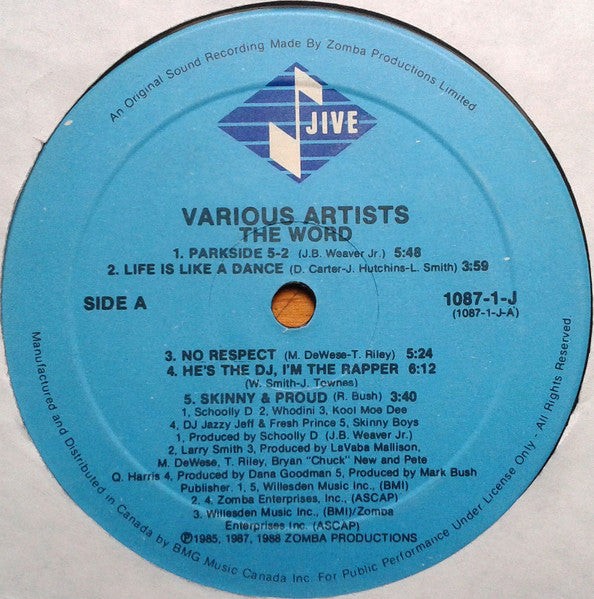 An Original Sound Recording Made By Zomba Productions Limited
JIVE
VARIOUS ARTISTS
THE WORD
1. PARKSIDE 5-2 (J.B. Weaver Jr.) 5:48
2. LIFE IS LIKE A DANCE (D. Carter-J. Hutchins-L. Smith) 3:59
SIDE A
1087-1-J
(1087-1-J-A)
3. NO RESPECT (M. DeWese-T. Riley) 5:24
4. HE'S THE DJ, I'M THE RAPPER 6:12
(W. Smith-J. Townes)
5. SKINNY & PROUD (R. Bush) 3:40
1, Schoolly D 2, Whodini 3, Kool Moe Dee
4, DJ Jazzy Jeff & Fresh Prince 5, Skinny Boys
1, Produced by Schoolly D (J.B. Weaver Jr.)
2, Larry Smith 3, Produced by LaVaba Mallison,
M. DeWese, T. Riley, Bryan "Chuck" New and Pete
Q. Harris 4, Produced by Dana Goodman 5, Produced by Mark Bush
Publisher. 1, 5, Willesden Music Inc., (BMI)
2. 4, Zomba Enterprises, Inc., (ASCAP)
3. Willesden Music Inc., (BMI)/Zomba
Enterprises,Inc. (ASCAP)
Ⓟ1985, 1987, 1988 ZOMBA PRODUCTIONS
Manufactured and Distributed in Canada by BMG Music Canada Inc. For Public Performance Under License Only - All Rights Reserved